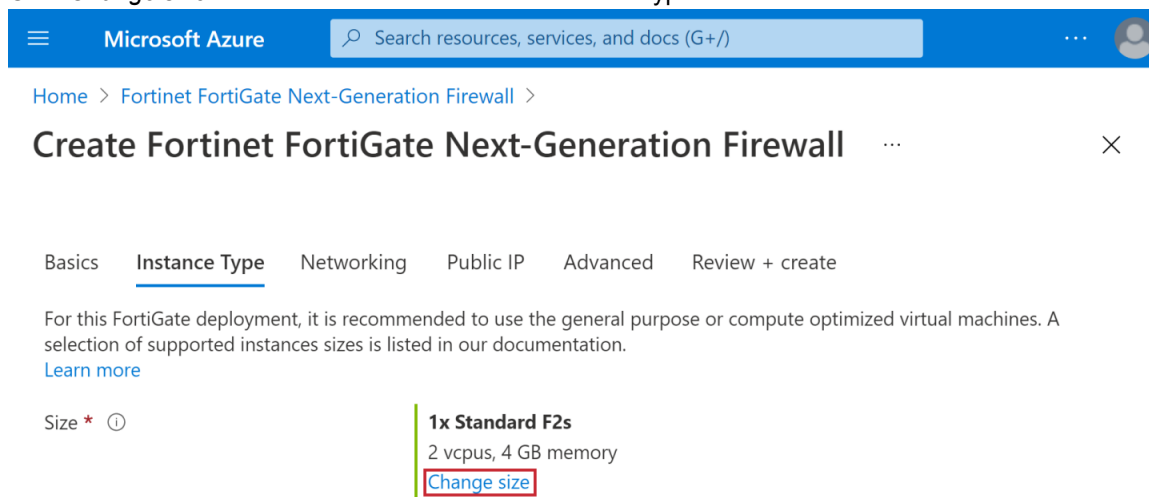 Microsoft Azure
Search resources, services, and docs (G+/)
...
Home > Fortinet FortiGate Next-Generation Firewall >
Create Fortinet FortiGate Next-Generation Firewall ...
Basics Instance Type Networking Public IP Advanced Review + create
For this FortiGate deployment, it is recommended to use the general purpose or compute optimized virtual machines. A
selection of supported instances sizes is listed in our documentation.
Learn more
Size *
1x Standard F2s
2 vcpus, 4 GB memory
Change size